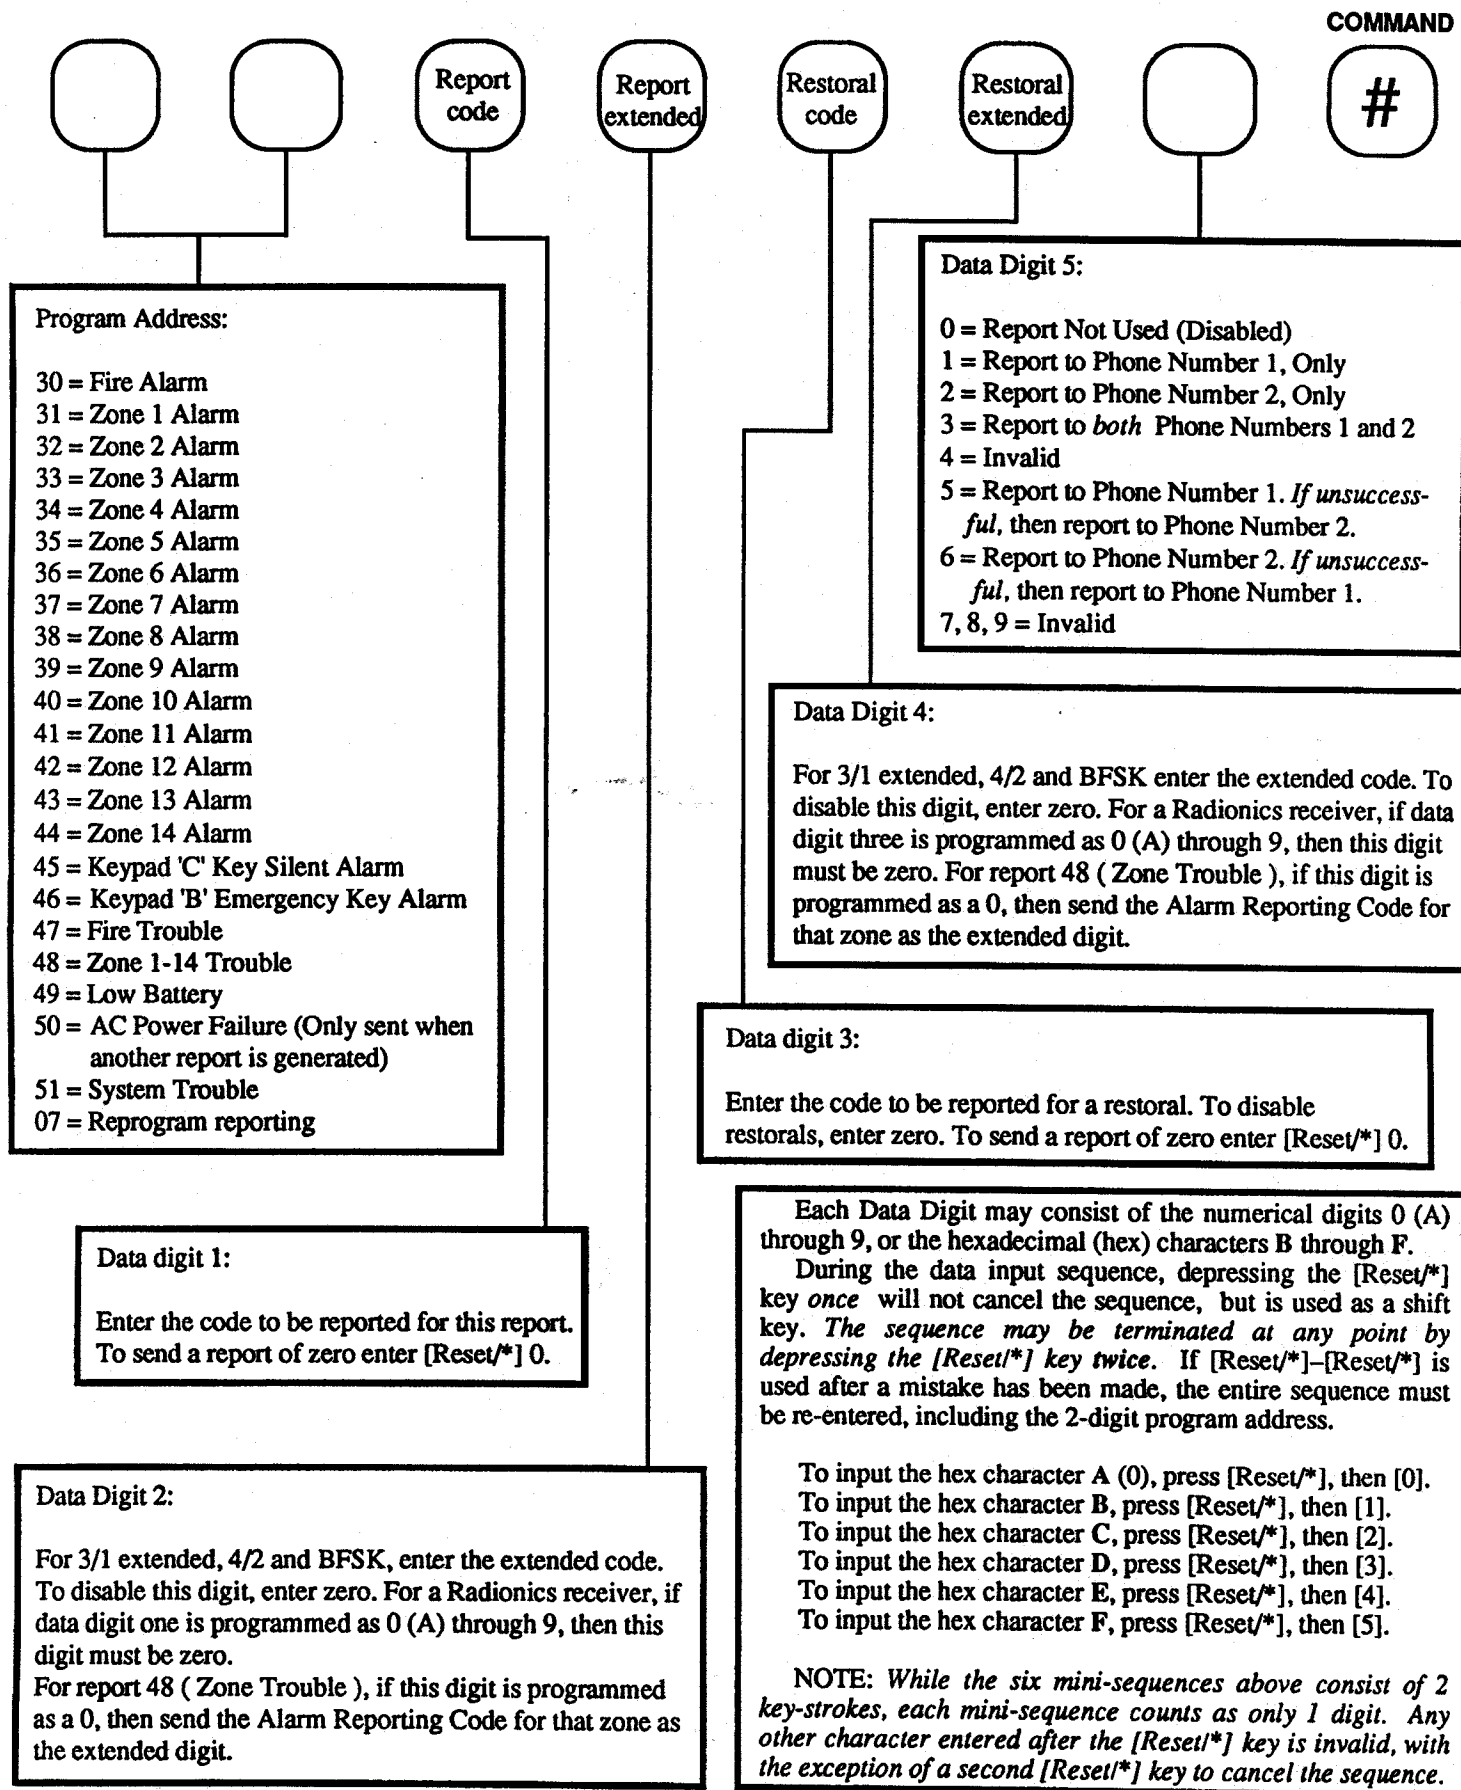 COMMAND
Report
code
Report
extended
Restoral
code
Restoral
extended
#
Program Address:
30 = Fire Alarm
31 = Zone 1 Alarm
32 = Zone 2 Alarm
33 = Zone 3 Alarm
34 = Zone 4 Alarm
35 = Zone 5 Alarm
36 = Zone 6 Alarm
37 = Zone 7 Alarm
38 = Zone 8 Alarm
39 = Zone 9 Alarm
40 = Zone 10 Alarm
41 = Zone 11 Alarm
42 = Zone 12 Alarm
43 = Zone 13 Alarm
44 = Zone 14 Alarm
45 = Keypad 'C' Key Silent Alarm
46 = Keypad 'B' Emergency Key Alarm
47 = Fire Trouble
48 = Zone 1-14 Trouble
49 = Low Battery
50 = AC Power Failure (Only sent when
another report is generated)
51 = System Trouble
07 = Reprogram reporting
Data digit 1:
Enter the code to be reported for this report.
To send a report of zero enter [Reset/*] 0.
Data Digit 2:
For 3/1 extended, 4/2 and BFSK, enter the extended code.
To disable this digit, enter zero. For a Radionics receiver, if
data digit one is programmed as 0 (A) through 9, then this
digit must be zero.
For report 48 ( Zone Trouble ), if this digit is programmed
as a 0, then send the Alarm Reporting Code for that zone as
the extended digit.
Data Digit 5:
0 = Report Not Used (Disabled)
1 = Report to Phone Number 1, Only
2 = Report to Phone Number 2, Only
3 = Report to both Phone Numbers 1 and 2
4 = Invalid
5 = Report to Phone Number 1. If unsuccess-
ful, then report to Phone Number 2.
6 = Report to Phone Number 2. If unsuccess-
ful, then report to Phone Number 1.
7, 8, 9 = Invalid
Data Digit 4:
For 3/1 extended, 4/2 and BFSK enter the extended code. To
disable this digit, enter zero. For a Radionics receiver, if data
digit three is programmed as 0 (A) through 9, then this digit
must be zero. For report 48 ( Zone Trouble ), if this digit is
programmed as a 0, then send the Alarm Reporting Code for
that zone as the extended digit.
Data digit 3:
Enter the code to be reported for a restoral. To disable
restorals, enter zero. To send a report of zero enter [Reset/*] 0.
Each Data Digit may consist of the numerical digits 0 (A)
through 9, or the hexadecimal (hex) characters B through F.
During the data input sequence, depressing the [Reset/*]
key once will not cancel the sequence, but is used as a shift
key. The sequence may be terminated at any point by
depressing the [Reset/*] key twice. If [Reset/*]–[Reset/*] is
used after a mistake has been made, the entire sequence must
be re-entered, including the 2-digit program address.
To input the hex character A (0), press [Reset/*], then [0].
To input the hex character B, press [Reset/*], then [1].
To input the hex character C, press [Reset/*], then [2].
To input the hex character D, press [Reset/*], then [3].
To input the hex character E, press [Reset/*], then [4].
To input the hex character F, press [Reset/*], then [5].
NOTE: While the six mini-sequences above consist of 2
key-strokes, each mini-sequence counts as only 1 digit. Any
other character entered after the [Reset/*] key is invalid, with
the exception of a second [Reset/*] key to cancel the sequence.